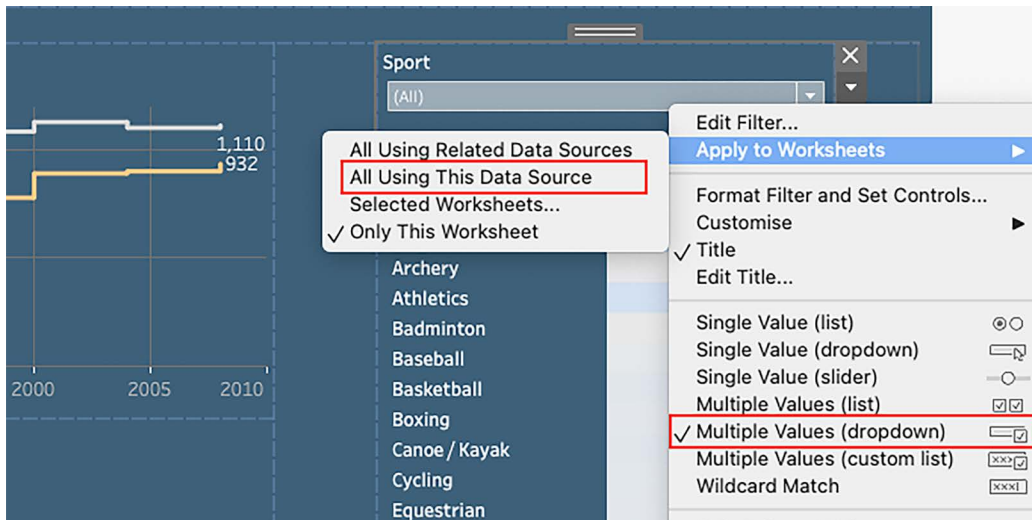 Sport
(All)
1,110
932
2000
2005
2010
All Using Related Data Sources
All Using This Data Source
Selected Worksheets...
Only This Worksheet
Archery
Athletics
Badminton
Baseball
Basketball
Boxing
Canoe / Kayak
Cycling
Equestrian
Edit Filter...
Apply to Worksheets
Format Filter and Set Controls...
Customise
Title
Edit Title...
Single Value (list)
Single Value (dropdown)
Single Value (slider)
Multiple Values (list)
Multiple Values (dropdown)
Multiple Values (custom list)
Wildcard Match